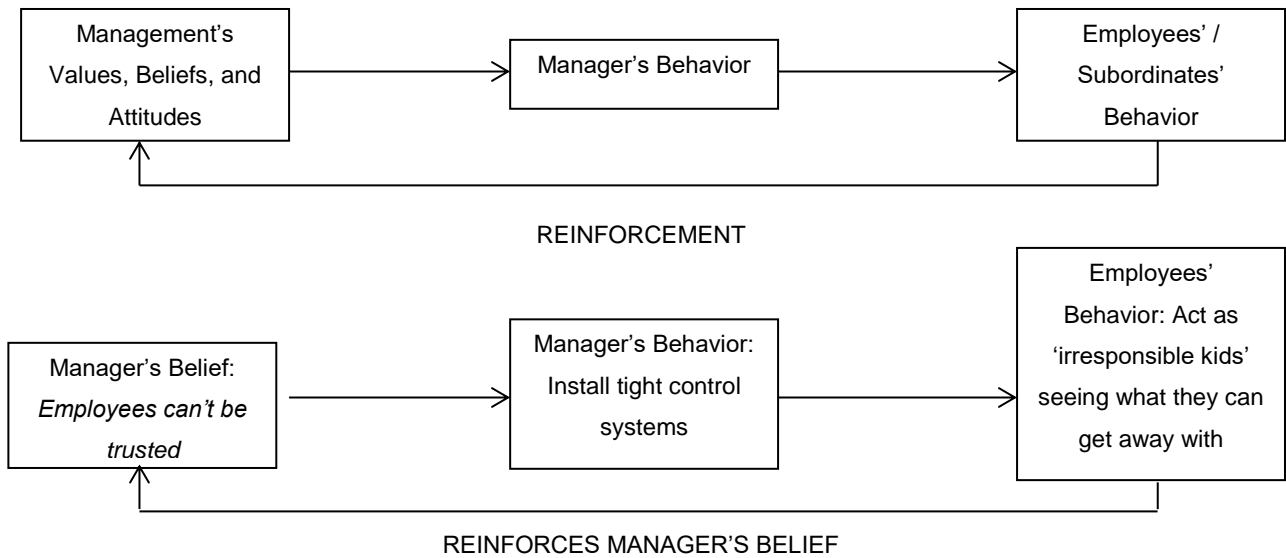 Management’s
Values, Beliefs, and
Attitudes
Manager’s Behavior
Employees’ /
Subordinates’
Behavior
REINFORCEMENT
Manager’s Belief:
Employees can’t be
trusted
Manager’s Behavior:
Install tight control
systems
Employees’
Behavior: Act as
‘irresponsible kids’
seeing what they can
get away with
REINFORCES MANAGER’S BELIEF